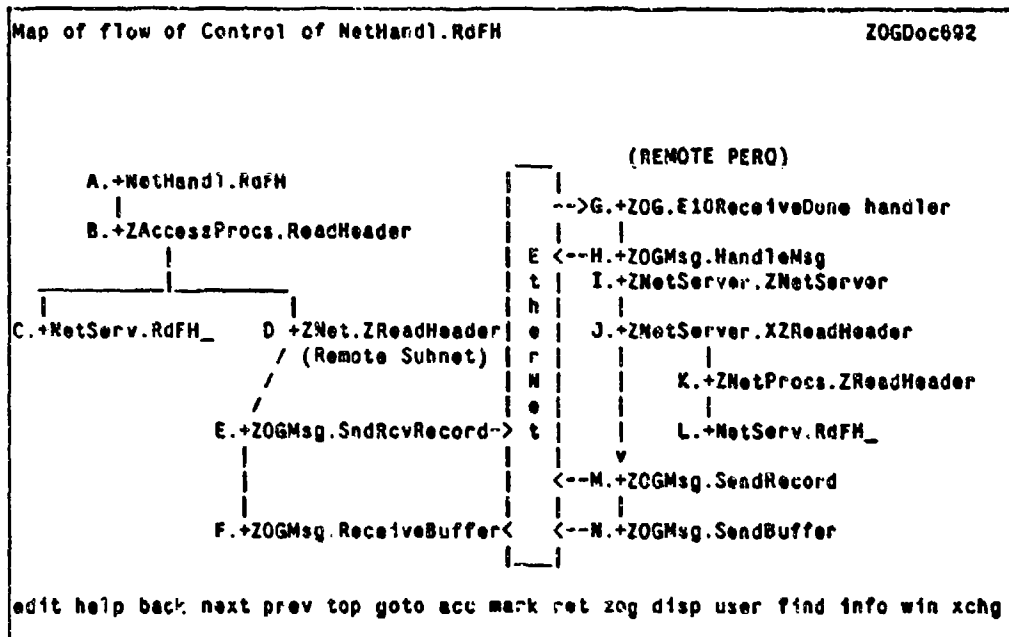 Map of flow of Control of NetHandl.RdFH ZOGDoc692
(REMOTE PERQ)
A.+NetHandl.RdFH
-->G.+ZOG.E10ReceiveDone handler
B.+ZAccessProcs.ReadHeader
E <--H.+ZOGMsg.HandleMsg
t I.+ZNetServer.ZNetServer
h
C.+NetServ.RdFH_ D +ZNet.ZReadHeader e J.+ZNetServer.XZReadHeader
(Remote Subnet) r
N K.+ZNetProcs.ZReadHeader
e
E.+ZOGMsg.SndRcvRecord-> t L.+NetServ.RdFH_
v
<--M.+ZOGMsg.SendRecord
F.+ZOGMsg.ReceiveBuffer< <--N.+ZOGMsg.SendBuffer
edit help back next prev top goto acc mark ret zog disp user find info win xchg